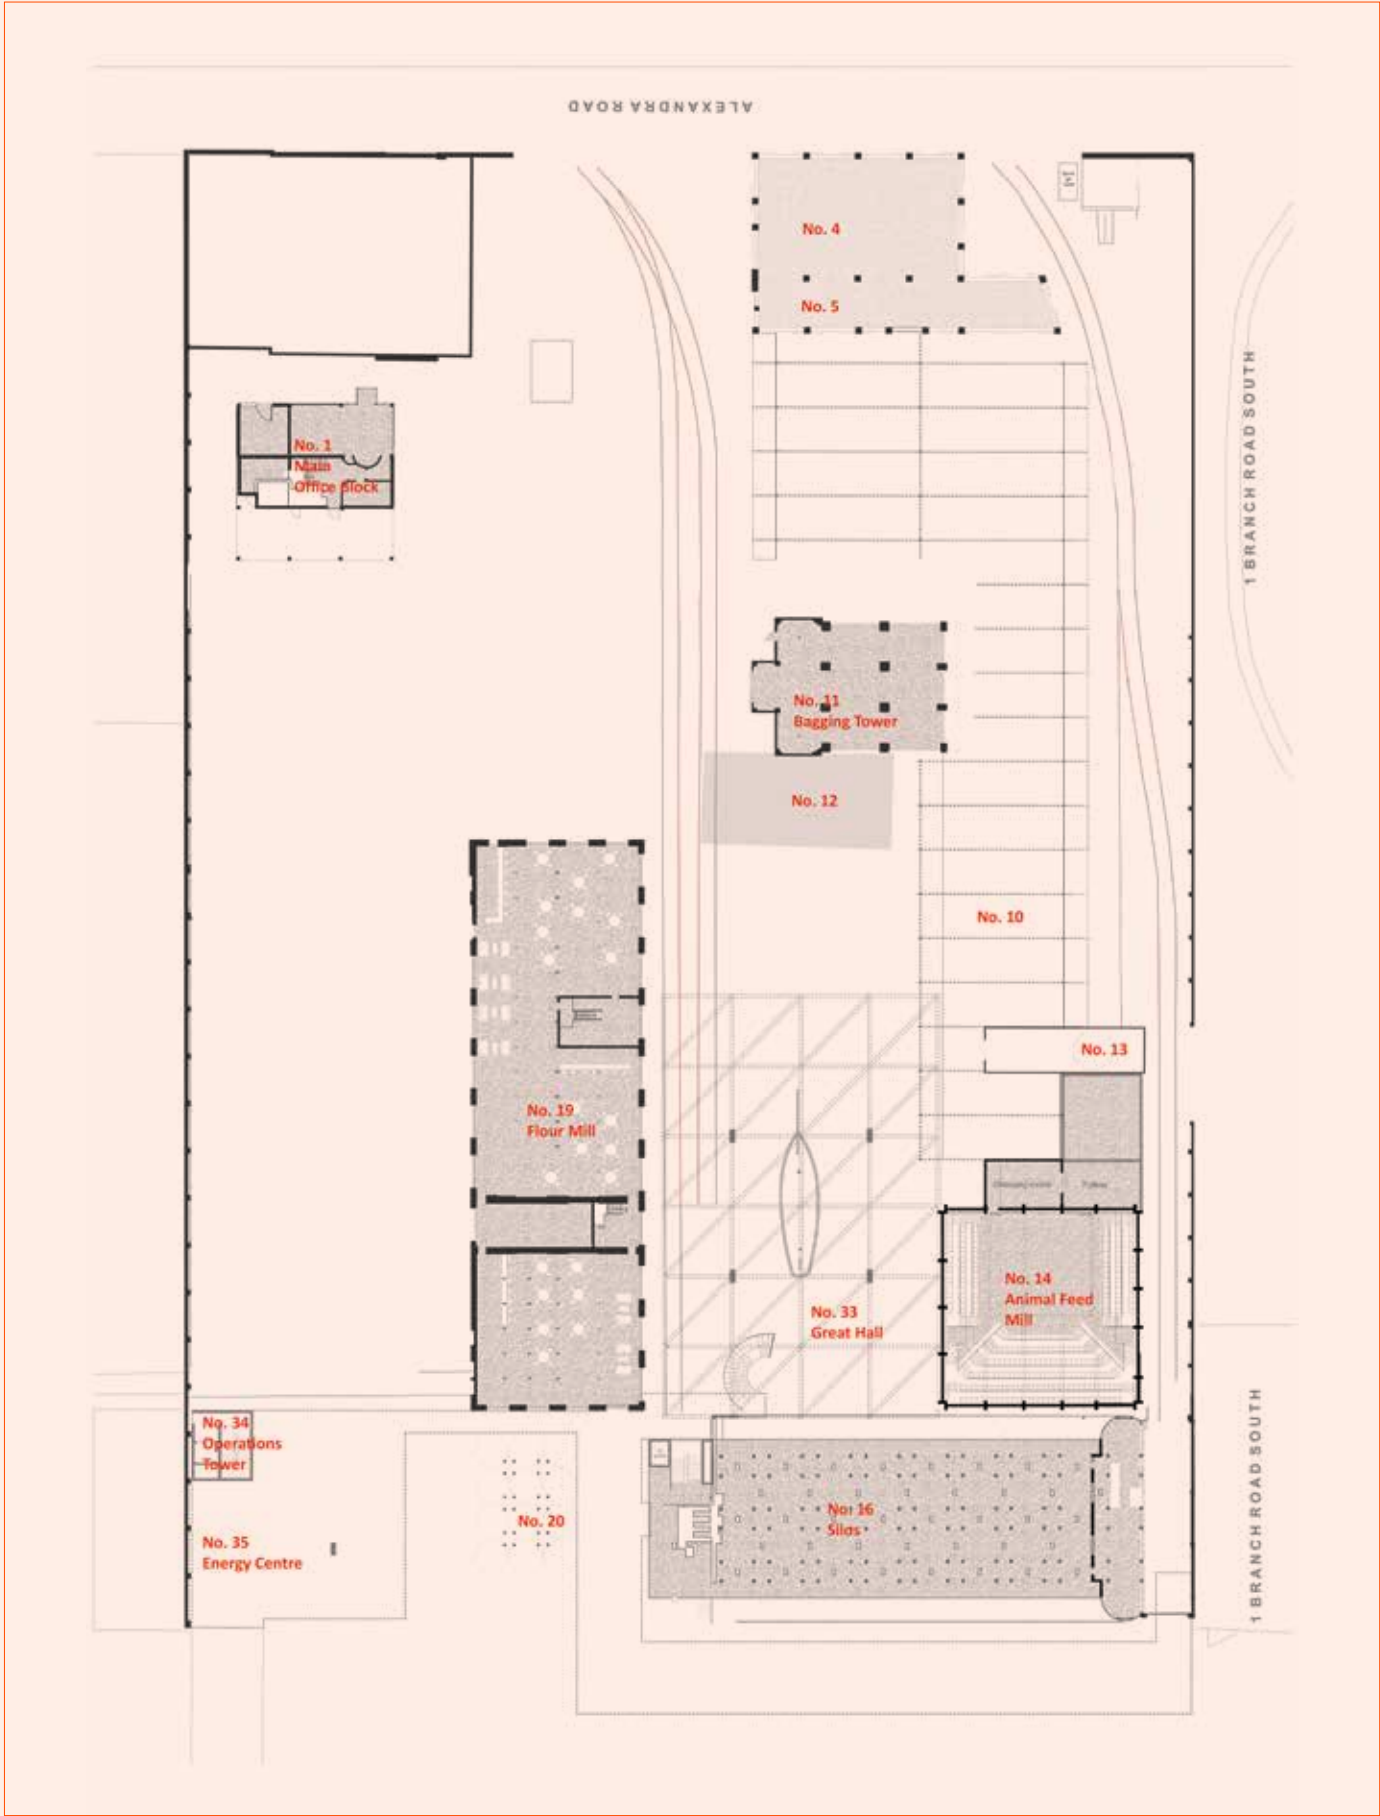 ALEXANDRA ROAD
No. 4
No. 5
1 BRANCH ROAD SOUTH
No. 1
Main
Office Block
No. 11
Bagging Tower
No. 12
No. 10
No. 13
No. 19
Flour Mill
No. 14
Animal Feed
Mill
No. 33
Great Hall
No. 34
Operations
Tower
No. 16
Silos
No. 20
No. 35
Energy Centre
1 BRANCH ROAD SOUTH